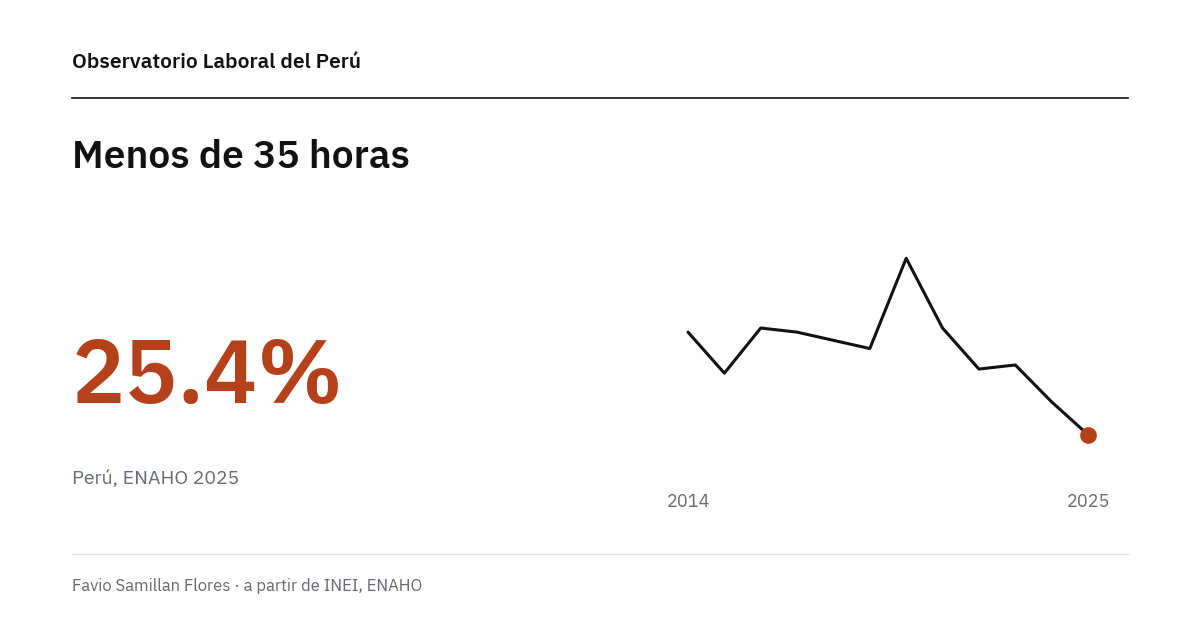 Observatorio Laboral del Perú
Menos de 35 horas
25.4%
Perú, ENAHO 2025
2014
2025
Favio Samillan Flores · a partir de INEI, ENAHO